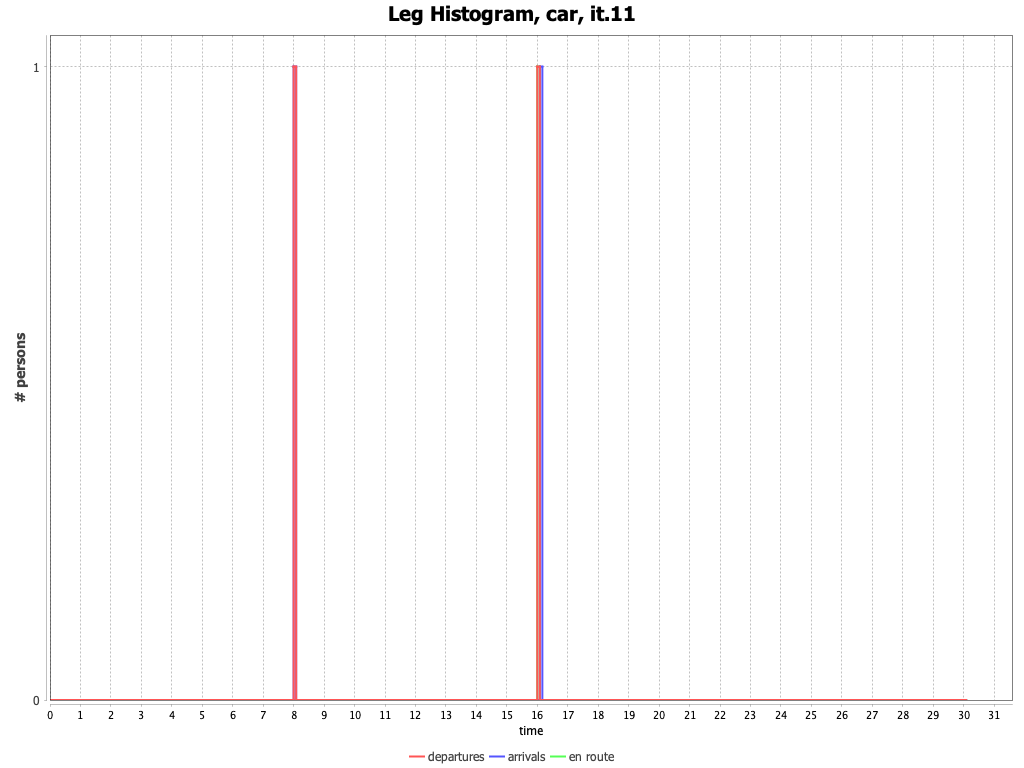 Leg Histogram, car, it.11
# persons
1
0
0 1 2 3 4 5 6 7 8 9 10 11 12 13 14 15 16 17 18 19 20 21 22 23 24 25 26 27 28 29 30 31
time
departures arrivals en route